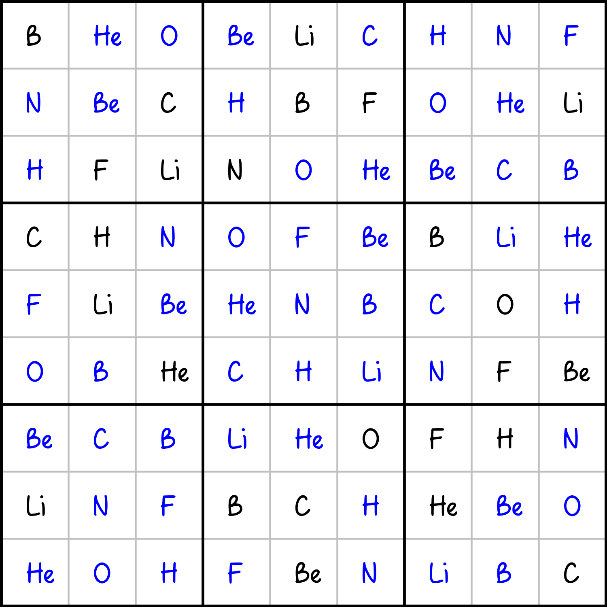 B He O Be Li C H N F
N Be C H B F O He Li
H F Li N O He Be C B
C H N O F Be B Li He
F Li Be He N B C O H
O B He C H Li N F Be
Be C B Li He O F H N
Li N F B C H He Be O
He O H F Be N Li B C